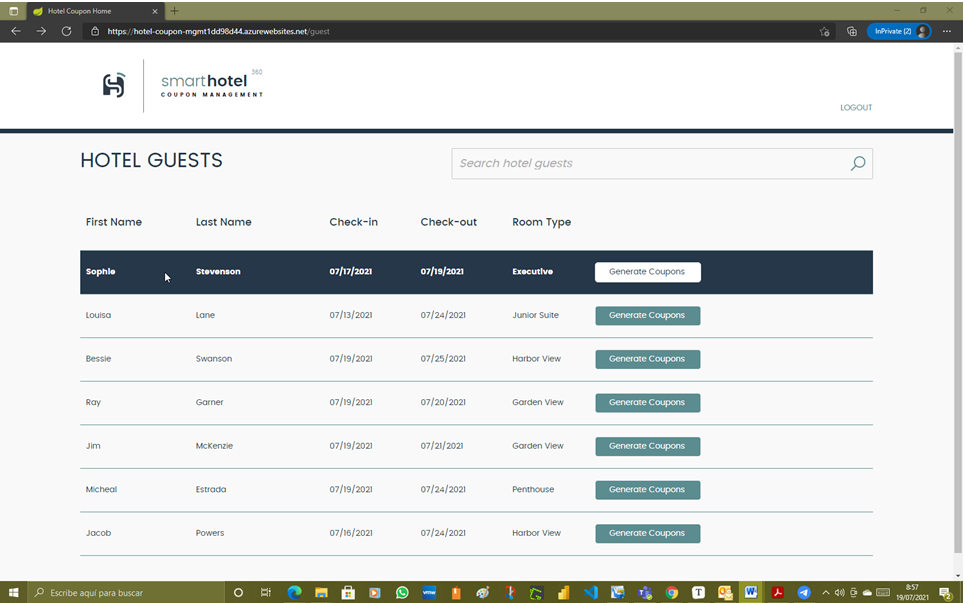 Hotel Coupon Home
https://hotel-coupon-mgmt1dd98d44.azurewebsites.net/guest
InPrivate (2)
smarthotel 360
COUPON MANAGEMENT
LOGOUT
HOTEL GUESTS
Search hotel guests
First Name Last Name Check-in Check-out Room Type
Sophie Stevenson 07/17/2021 07/19/2021 Executive Generate Coupons
Louisa Lane 07/13/2021 07/24/2021 Junior Suite Generate Coupons
Bessie Swanson 07/19/2021 07/25/2021 Harbor View Generate Coupons
Ray Garner 07/19/2021 07/20/2021 Garden View Generate Coupons
Jim McKenzie 07/19/2021 07/21/2021 Garden View Generate Coupons
Micheal Estrada 07/19/2021 07/24/2021 Penthouse Generate Coupons
Jacob Powers 07/16/2021 07/24/2021 Harbor View Generate Coupons
Escribe aquí para buscar
8:57
19/07/2021